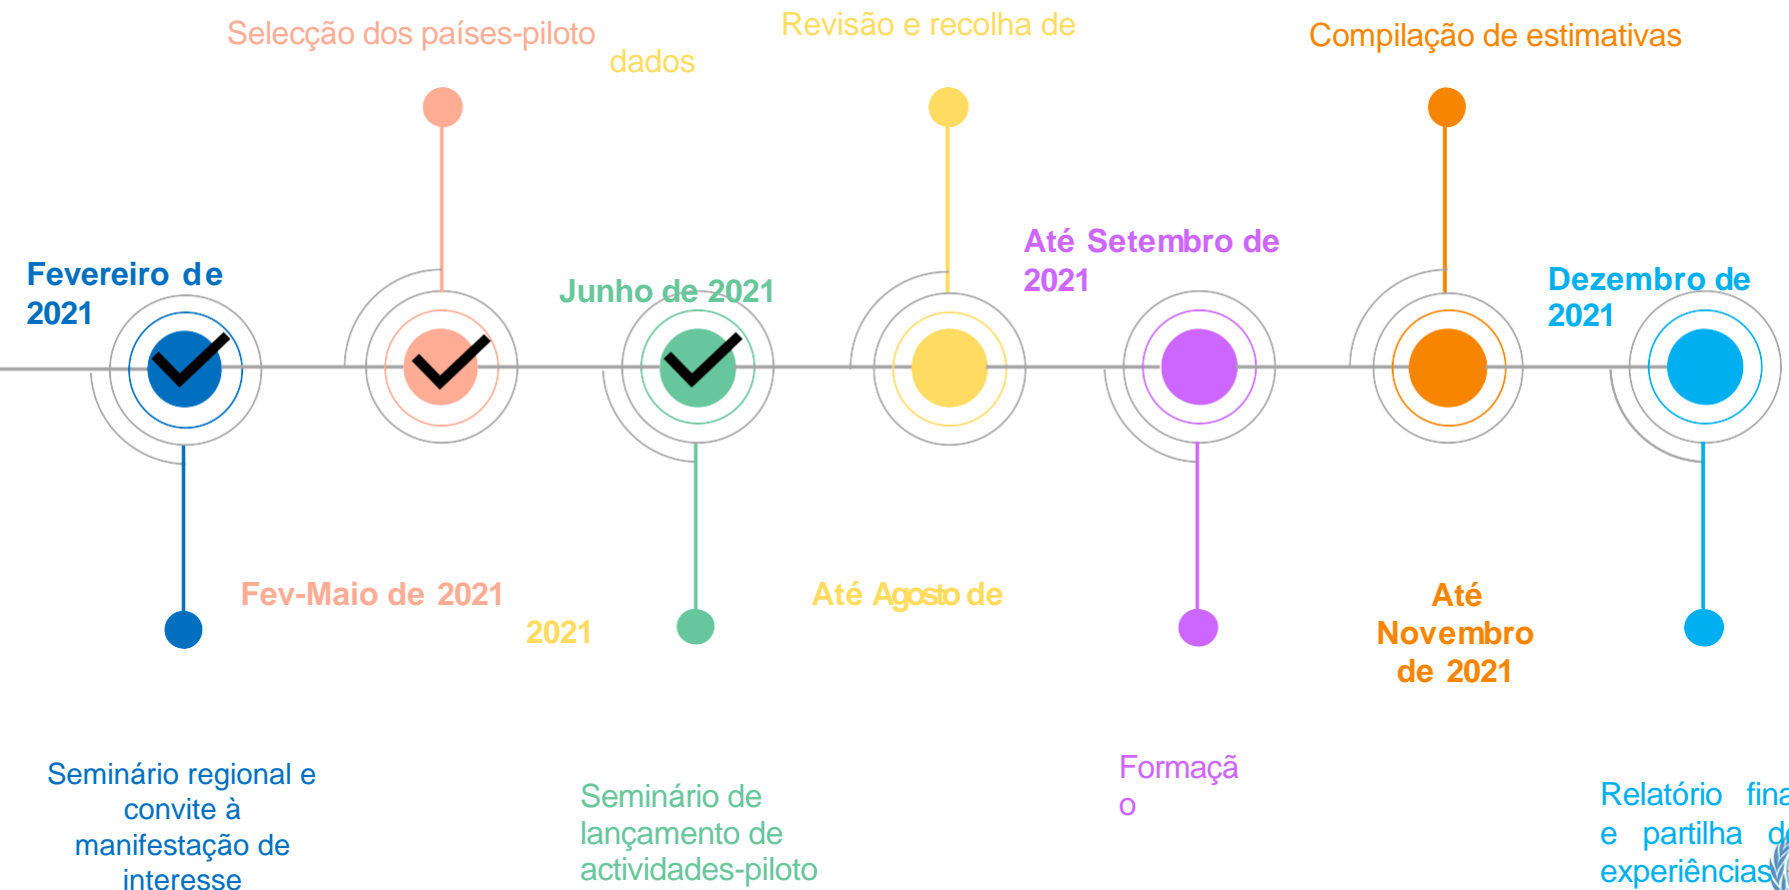 Selecção dos países-piloto
Revisão e recolha de
dados
Compilação de estimativas
Fevereiro de
2021
Junho de 2021
Até Setembro de
2021
Dezembro de
2021
Fev-Maio de 2021
Até Agosto de
2021
Até
Novembro
de 2021
Seminário regional e
convite à
manifestação de
interesse
Seminário de
lançamento de
actividades-piloto
Formaçã
o
Relatório fina
e partilha de
experiências